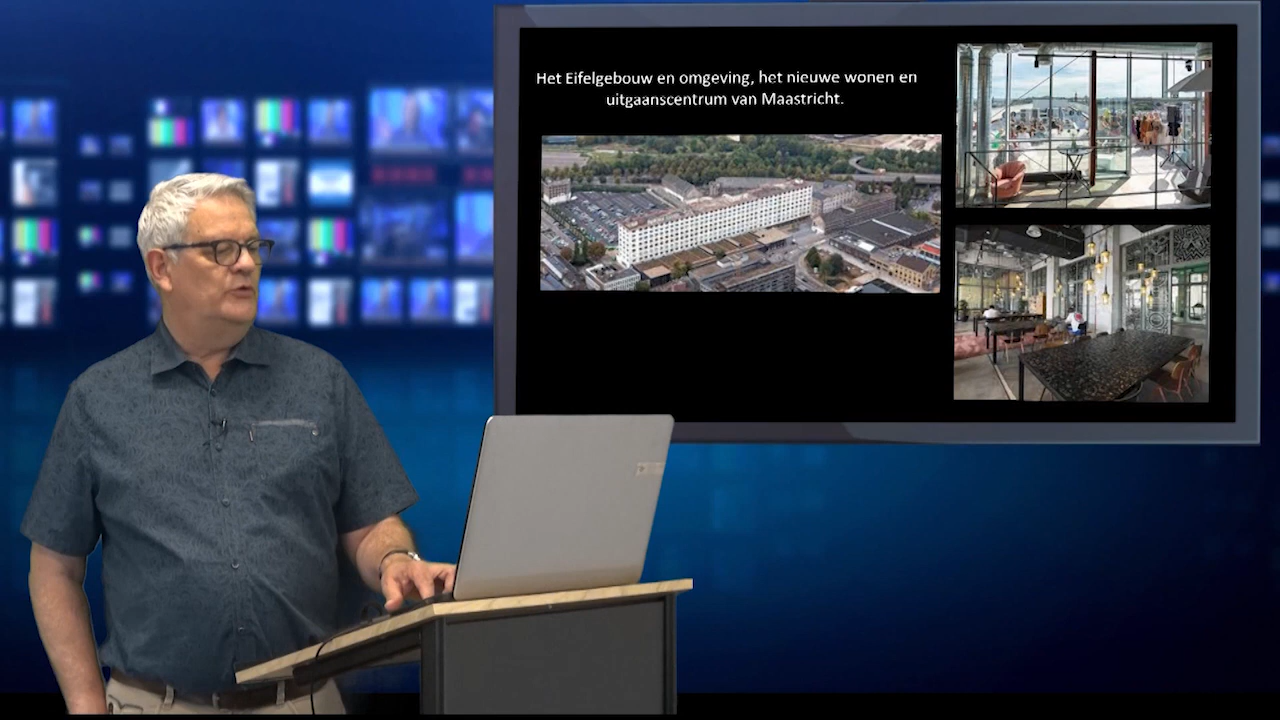 Het Eifelgebouw en omgeving, het nieuwe wonen en
uitgaanscentrum van Maastricht.